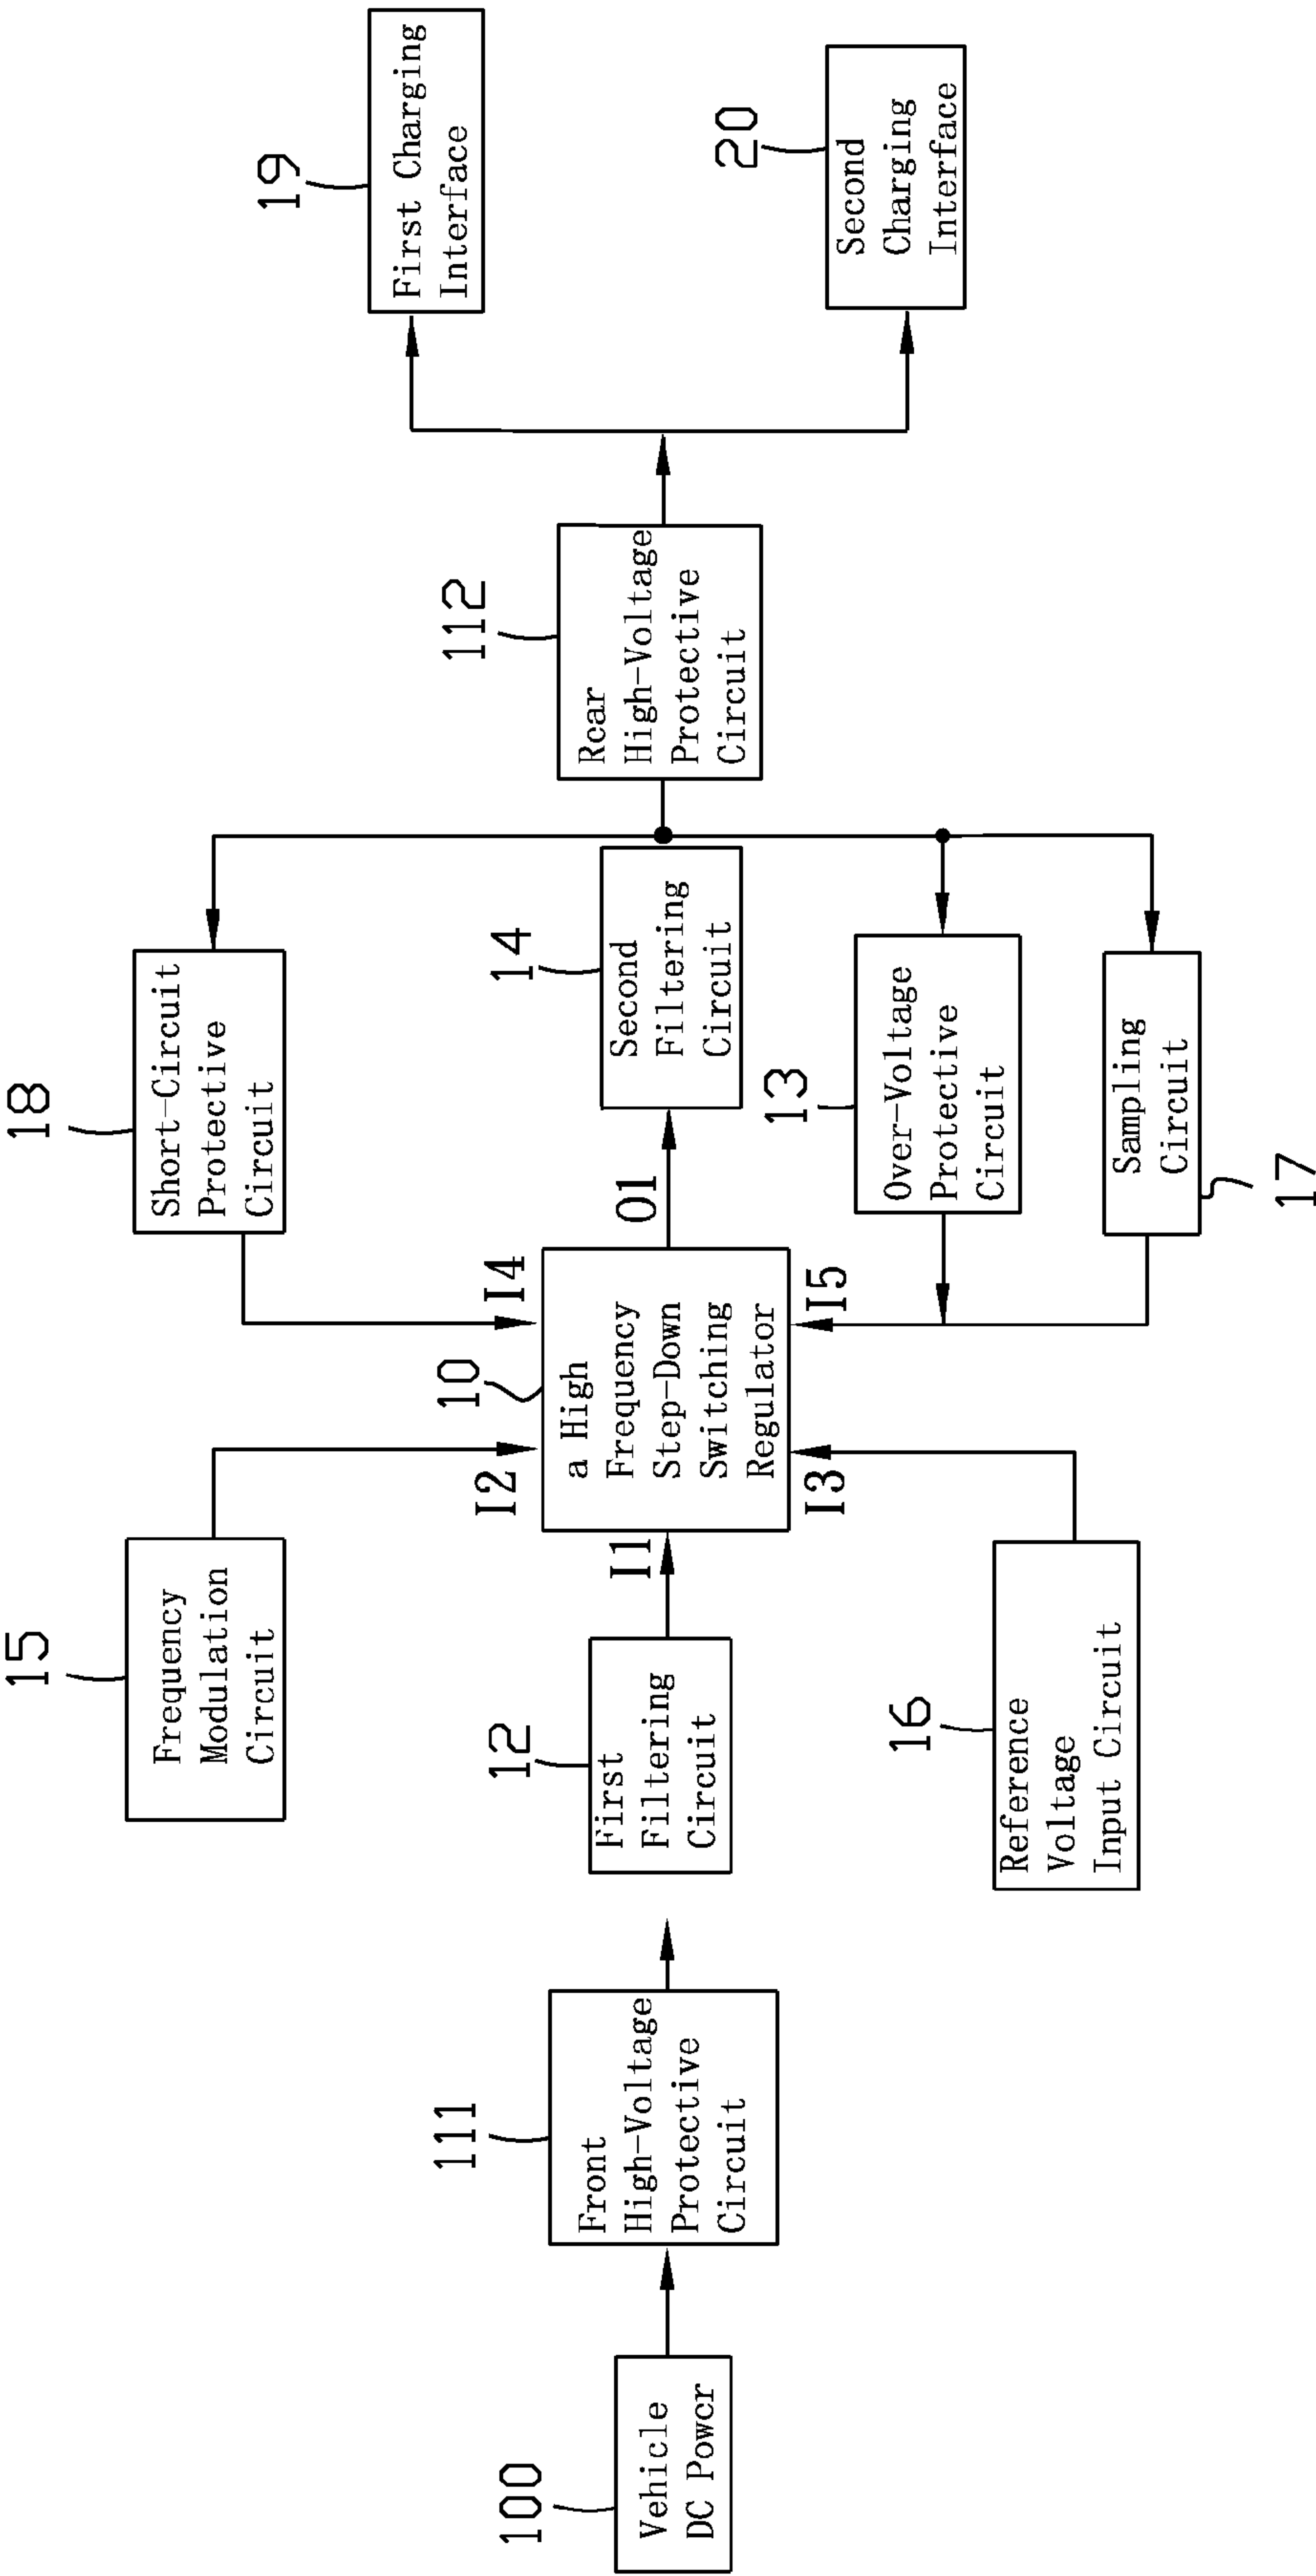 15
Frequency
Modulation
Circuit
18
Short-Circuit
Protective
Circuit
19
First Charging
Interface
100
Vehicle
DC Power
111
Front
High-Voltage
Protective
Circuit
12
First
Filtering
Circuit
I1
I2
10
I4
a High
Frequency
Step-Down
Switching
Regulator
I3
I5
O1
14
Second
Filtering
Circuit
112
Rear
High-Voltage
Protective
Circuit
20
Second
Charging
Interface
16
Reference
Voltage
Input Circuit
13
Over-Voltage
Protective
Circuit
Sampling
Circuit
17